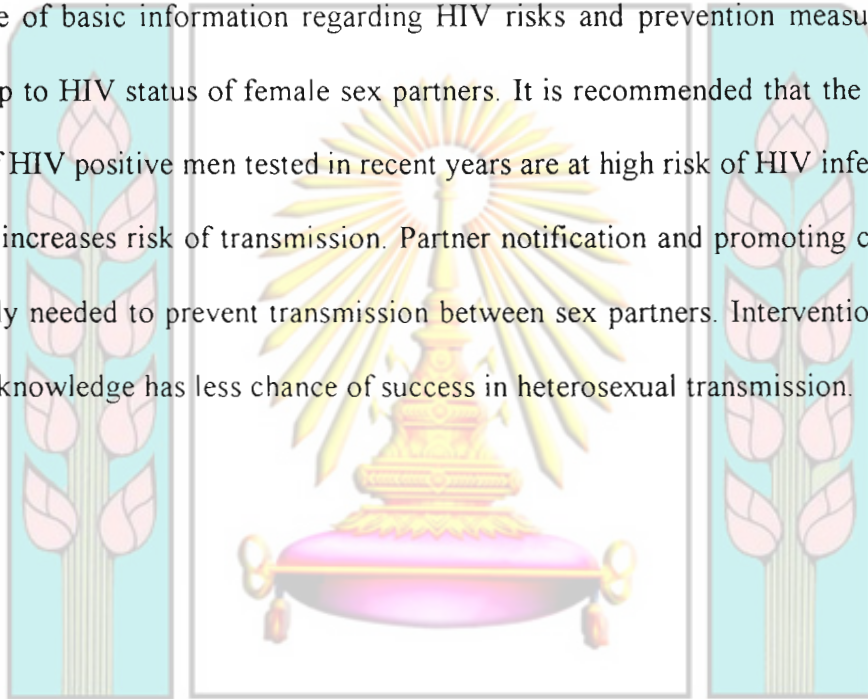 e of basic information regarding HIV risks and prevention measu
p to HIV status of female sex partners. It is recommended that the
HIV positive men tested in recent years are at high risk of HIV infe
increases risk of transmission. Partner notification and promoting c
ly needed to prevent transmission between sex partners. Interventio
knowledge has less chance of success in heterosexual transmission.